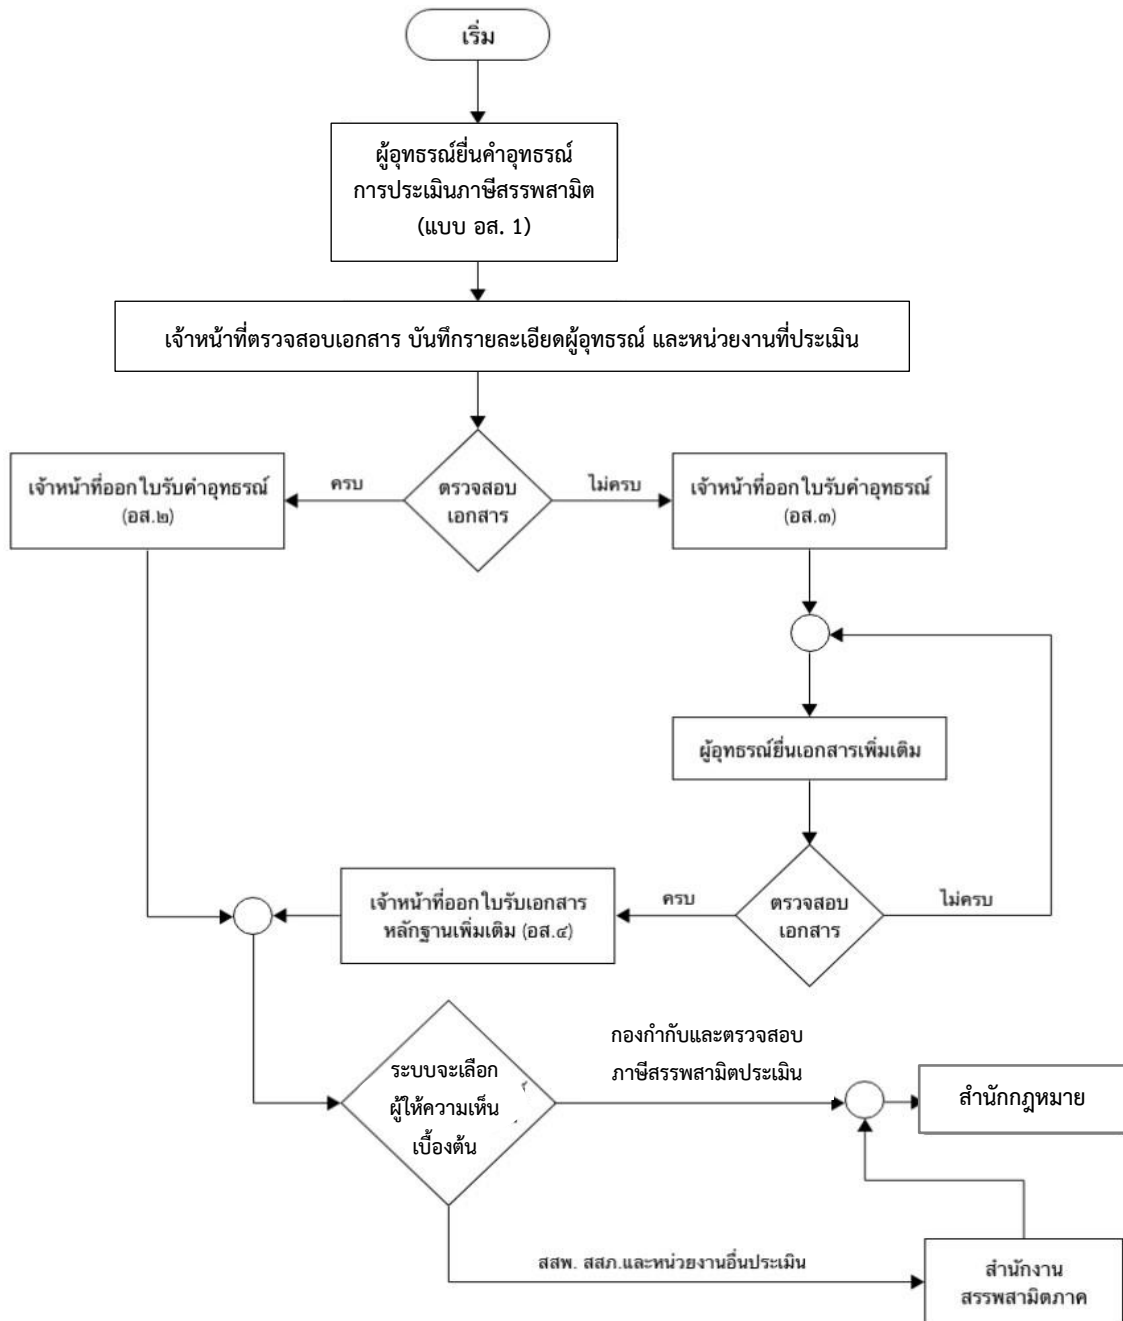 เริ่ม
ผู้อุทธรณ์ยื่นคำอุทธรณ์
การประเมินภาษีสรรพสามิต
(แบบ อส. 1)
เจ้าหน้าที่ตรวจสอบเอกสาร บันทึกรายละเอียดผู้อุทธรณ์ และหน่วยงานที่ประเมิน
เจ้าหน้าที่ออกใบรับคำอุทธรณ์
(อส.๒)
ครบ
ตรวจสอบ
เอกสาร
ไม่ครบ
เจ้าหน้าที่ออกใบรับคำอุทธรณ์
(อส.๓)
ผู้อุทธรณ์ยื่นเอกสารเพิ่มเติม
เจ้าหน้าที่ออกใบรับเอกสาร
หลักฐานเพิ่มเติม (อส.๔)
ครบ
ตรวจสอบ
เอกสาร
ไม่ครบ
ระบบจะเลือก
ผู้ให้ความเห็น
เบื้องต้น
กองกำกับและตรวจสอบ
ภาษีสรรพสามิตประเมิน
สำนักกฎหมาย
สสพ. สสภ.และหน่วยงานอื่นประเมิน
สำนักงาน
สรรพสามิตภาค